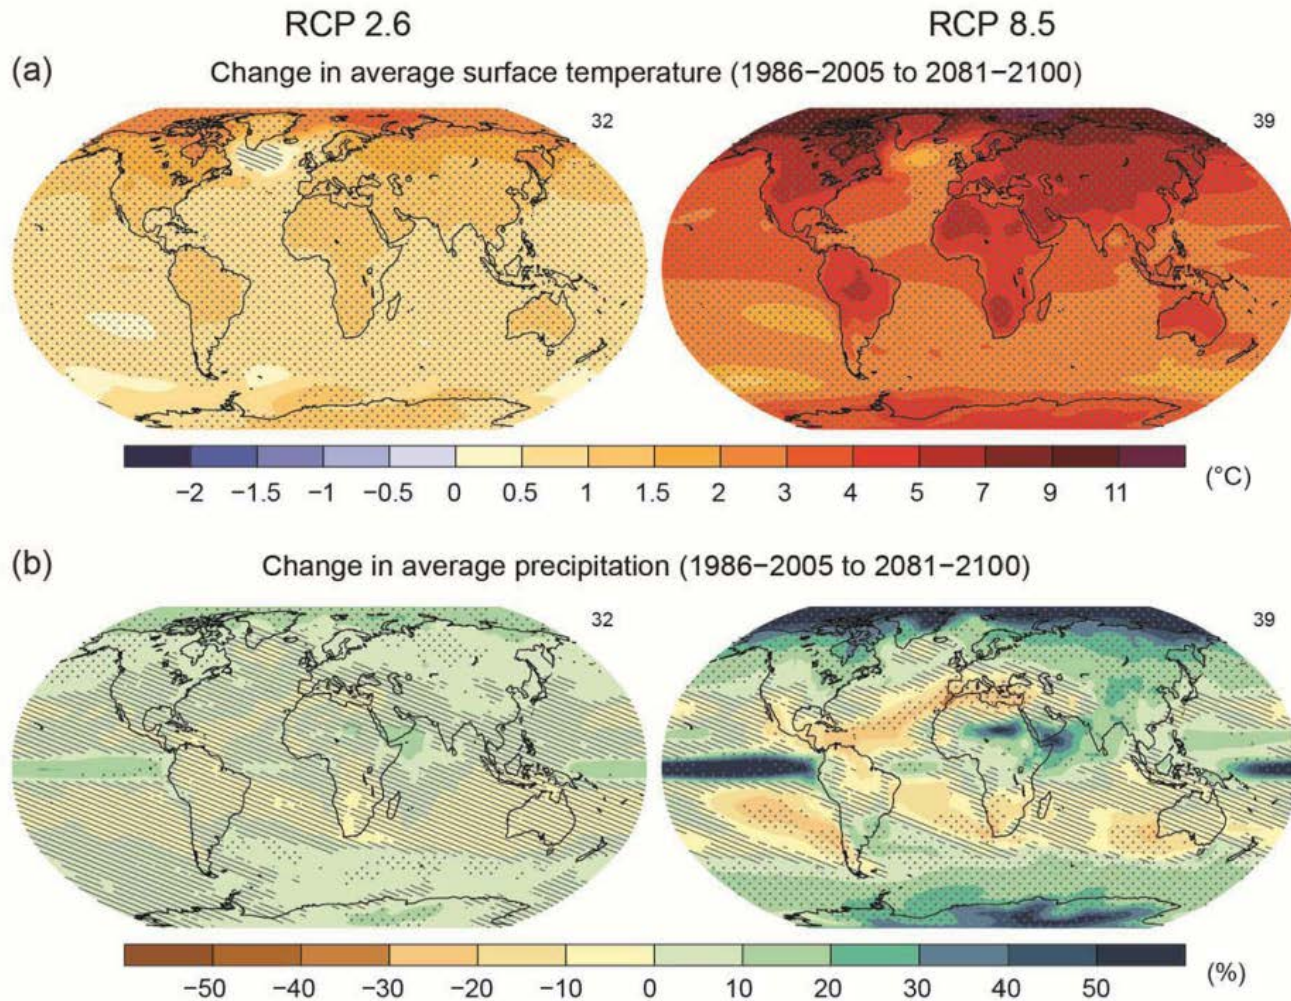 RCP 2.6 RCP 8.5
(a) Change in average surface temperature (1986−2005 to 2081−2100)
32 39
−2 −1.5 −1 −0.5 0 0.5 1 1.5 2 3 4 5 7 9 11 (°C)
(b) Change in average precipitation (1986−2005 to 2081−2100)
32 39
−50 −40 −30 −20 −10 0 10 20 30 40 50 (%)